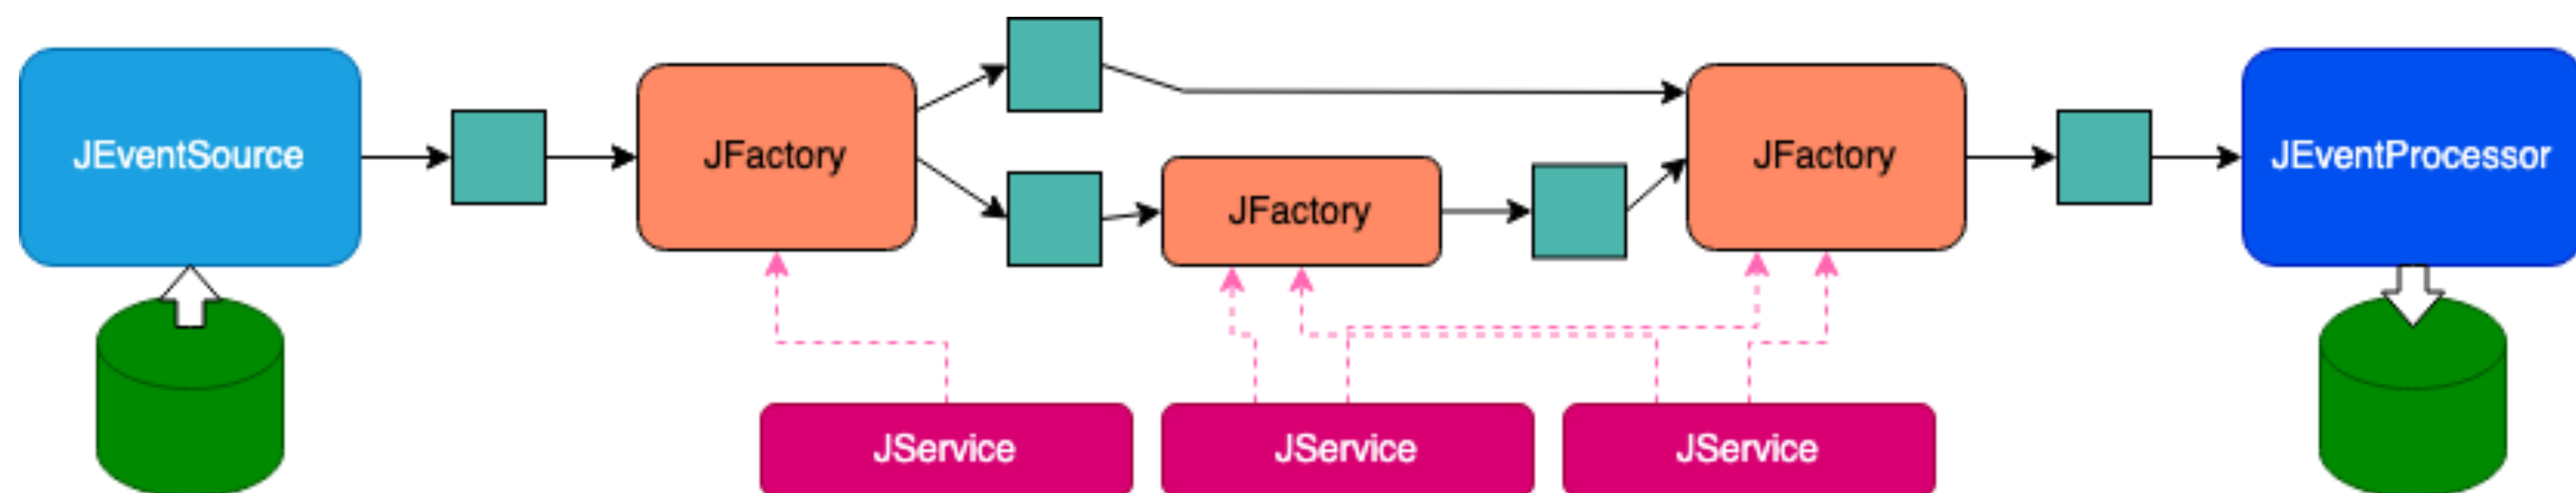 JEventSource
JFactory
JFactory
JFactory
JEventProcessor
JService
JService
JService